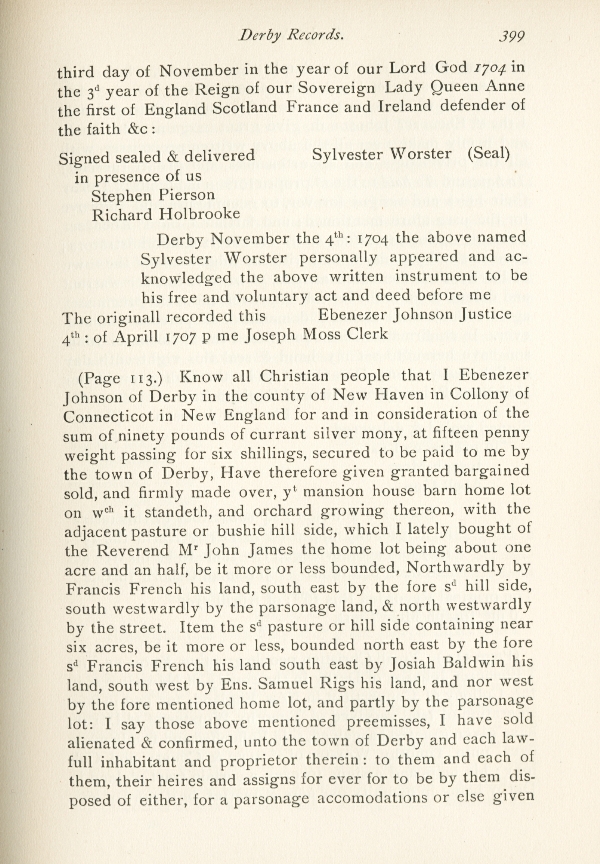 Derby Records. 399
third day of November in the year of our Lord God 1704 in
the 3d year of the Reign of our Sovereign Lady Queen Anne
the first of England Scotland France and Ireland defender of
the faith &c:
Signed sealed & delivered Sylvester Worster (Seal)
in presence of us
Stephen Pierson
Richard Holbrooke
Derby November the 4th: 1704 the above named
Sylvester Worster personally appeared and ac-
knowledged the above written instrument to be
his free and voluntary act and deed before me
The originall recorded this Ebenezer Johnson Justice
4th: of Aprill 1707 p me Joseph Moss Clerk
(Page 113.) Know all Christian people that I Ebenezer
Johnson of Derby in the county of New Haven in Collony of
Connecticot in New England for and in consideration of the
sum of ninety pounds of currant silver mony, at fifteen penny
weight passing for six shillings, secured to be paid to me by
the town of Derby, Have therefore given granted bargained
sold, and firmly made over, yt mansion house barn home lot
on wch it standeth, and orchard growing thereon, with the
adjacent pasture or bushie hill side, which I lately bought of
the Reverend Mr John James the home lot being about one
acre and an half, be it more or less bounded, Northwardly by
Francis French his land, south east by the fore sd hill side,
south westwardly by the parsonage land, & north westwardly
by the street. Item the sd pasture or hill side containing near
six acres, be it more or less, bounded north east by the fore
sd Francis French his land south east by Josiah Baldwin his
land, south west by Ens. Samuel Rigs his land, and nor west
by the fore mentioned home lot, and partly by the parsonage
lot: I say those above mentioned preemisses, I have sold
alienated & confirmed, unto the town of Derby and each law-
full inhabitant and proprietor therein: to them and each of
them, their heires and assigns for ever for to be by them dis-
posed of either, for a parsonage accomodations or else given